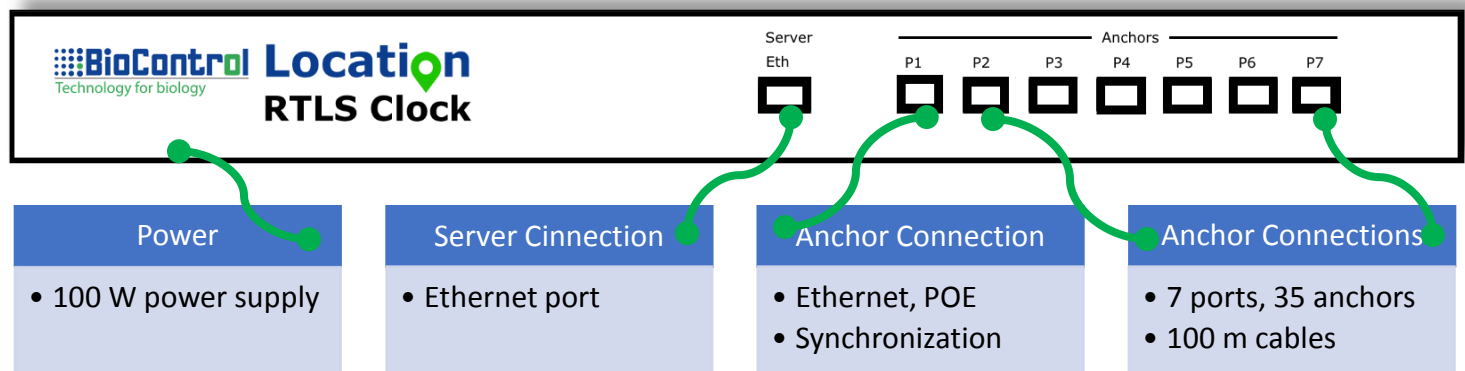 BioControl
Technology for biology
Location
RTLS Clock
Server
Eth
Anchors
P1 P2 P3 P4 P5 P6 P7
Power
• 100 W power supply
Server Cinnection
• Ethernet port
Anchor Connection
• Ethernet, POE
• Synchronization
Anchor Connections
• 7 ports, 35 anchors
• 100 m cables